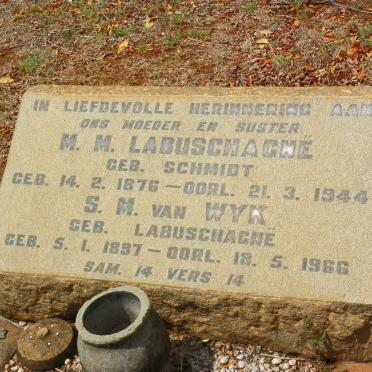 IN LIEFDEVOLLE HERINNERING AAN
ONS MOEDER EN SUSTER
M. M. LABUSCHAGNÉ
GEB. SCHMIDT
GEB. 14. 2. 1876 — OORL. 21. 3. 1944
S. M. VAN WYK
GEB. LABUSCHAGNÉ
GEB. 5. 1. 1897 — OORL. 18. 5. 1966
SAM. 14 VERS 14